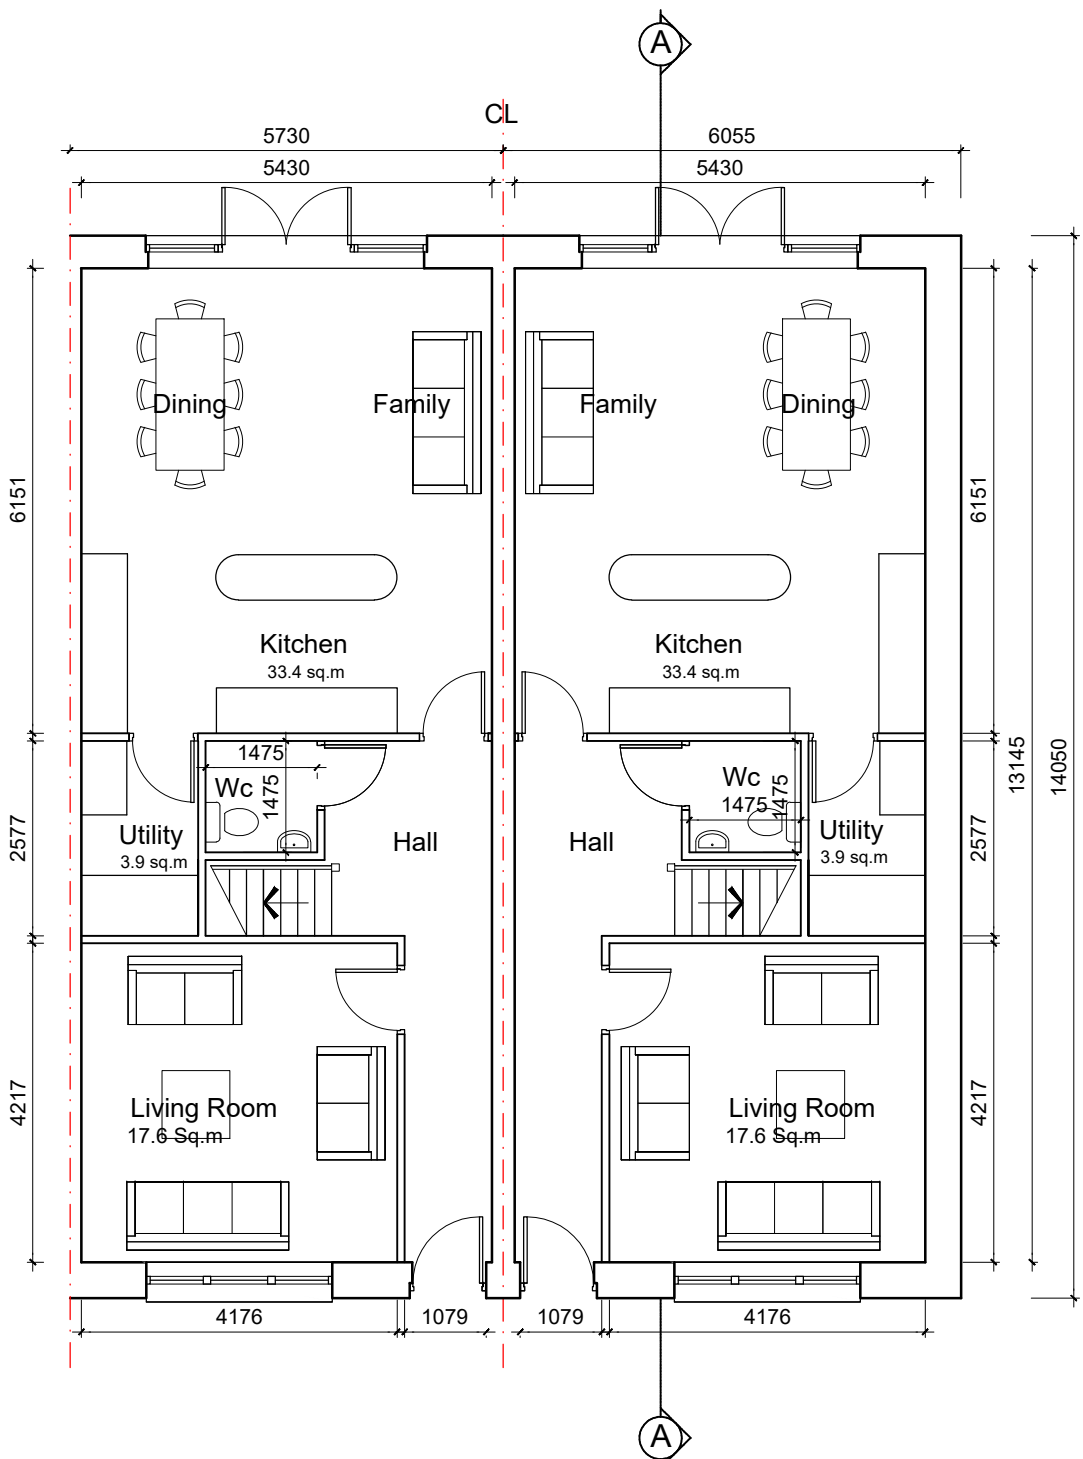 A
CL
5730
6055
5430
5430
Dining
Family
Family
Dining
6151
6151
Kitchen
33.4 sq.m
Kitchen
33.4 sq.m
1475
Wc
1475
Wc
1475
1475
13145
14050
2577
Utility
3.9 sq.m
Hall
Hall
Utility
3.9 sq.m
2577
4217
Living Room
17.6 Sq.m
Living Room
17.6 Sq.m
4217
4176
1079
1079
4176
A